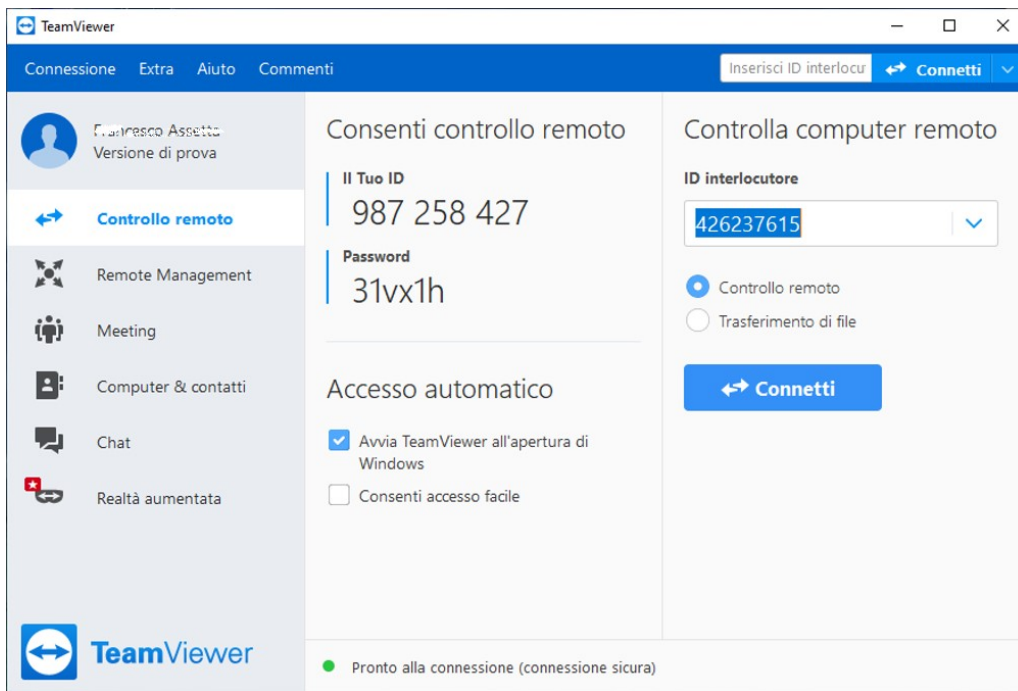 TeamViewer
Connessione Extra Aiuto Commenti
Inserisci ID interlocut
Connetti
Francesco Assetta
Versione di prova
Controllo remoto
Remote Management
Meeting
Computer & contatti
Chat
Realtà aumentata
TeamViewer
Consenti controllo remoto
Il Tuo ID
987 258 427
Password
31vx1h
Accesso automatico
Avvia TeamViewer all'apertura di
Windows
Consenti accesso facile
Controlla computer remoto
ID interlocutore
426237615
Controllo remoto
Trasferimento di file
Connetti
Pronto alla connessione (connessione sicura)